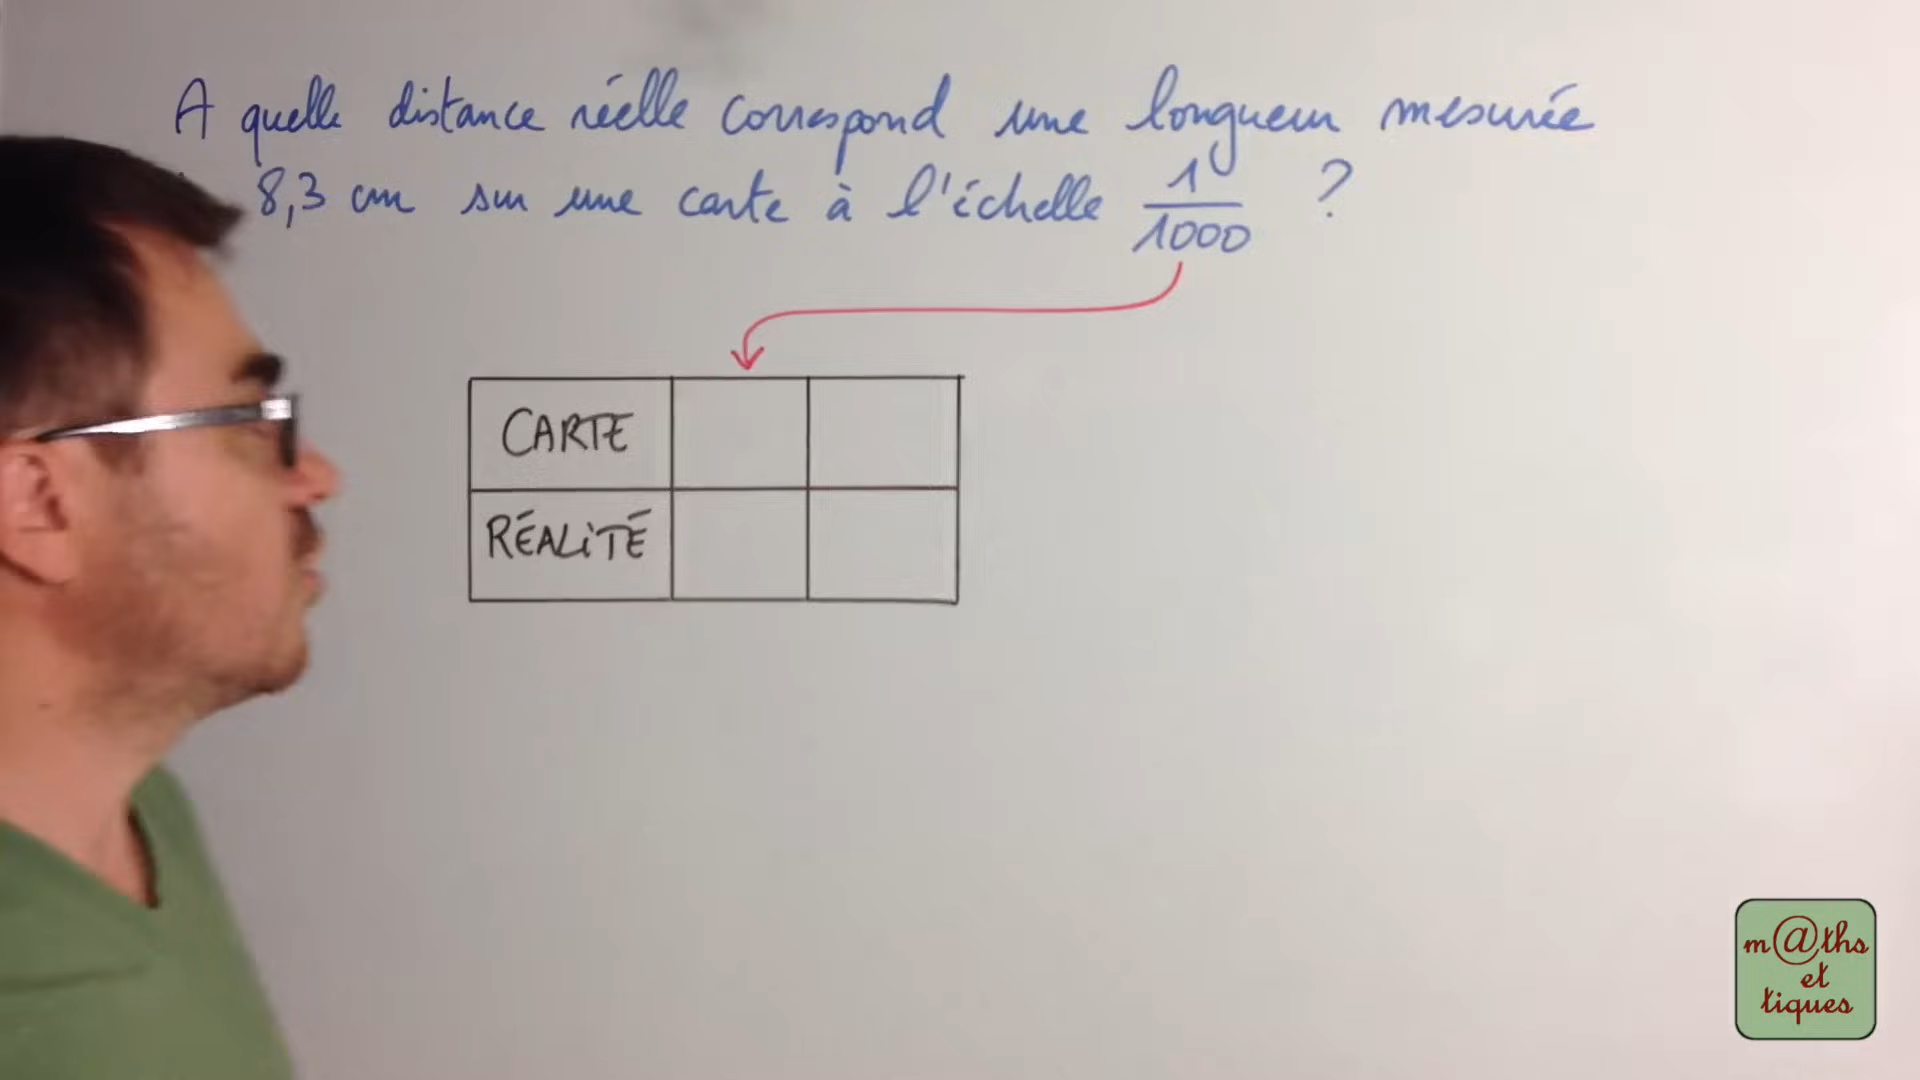 A quelle distance réelle correspond une longueur mesurée
8,3 cm sur une carte à l'échelle 1/1000 ?
CARTE
RÉALITÉ
m@ths
et
tiques